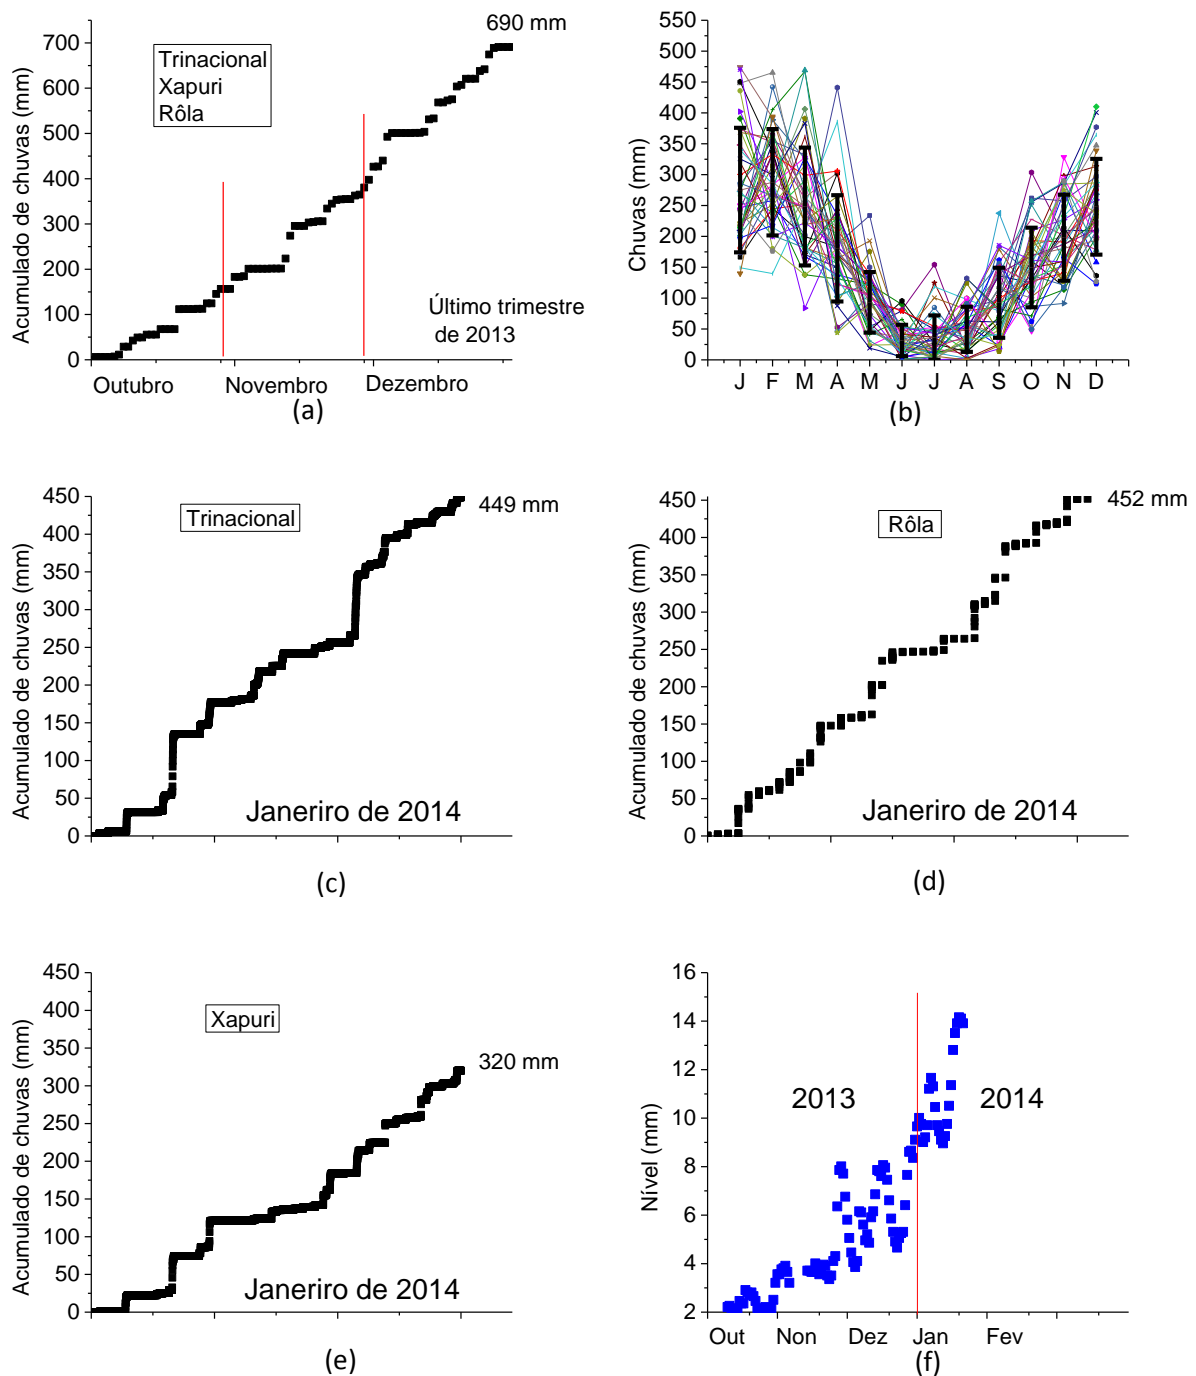 690 mm
700
600
500
400
300
200
100
0
Acumulado de chuvas (mm)
Trinacional
Xapuri
Rôla
Último trimestre
de 2013
Outubro
Novembro
Dezembro
(a)
550
500
450
400
350
300
250
200
150
100
50
0
Chuvas (mm)
J F M A M J J A S O N D
(b)
450
400
350
300
250
200
150
100
50
0
Acumulado de chuvas (mm)
Trinacional
449 mm
Janeriro de 2014
(c)
450
400
350
300
250
200
150
100
50
0
Acumulado de chuvas (mm)
Rôla
452 mm
Janeriro de 2014
(d)
450
400
350
300
250
200
150
100
50
0
Acumulado de chuvas (mm)
Xapuri
320 mm
Janeriro de 2014
(e)
16
14
12
10
8
6
4
2
Nível (mm)
2013
2014
Out Non Dez Jan Fev
(f)